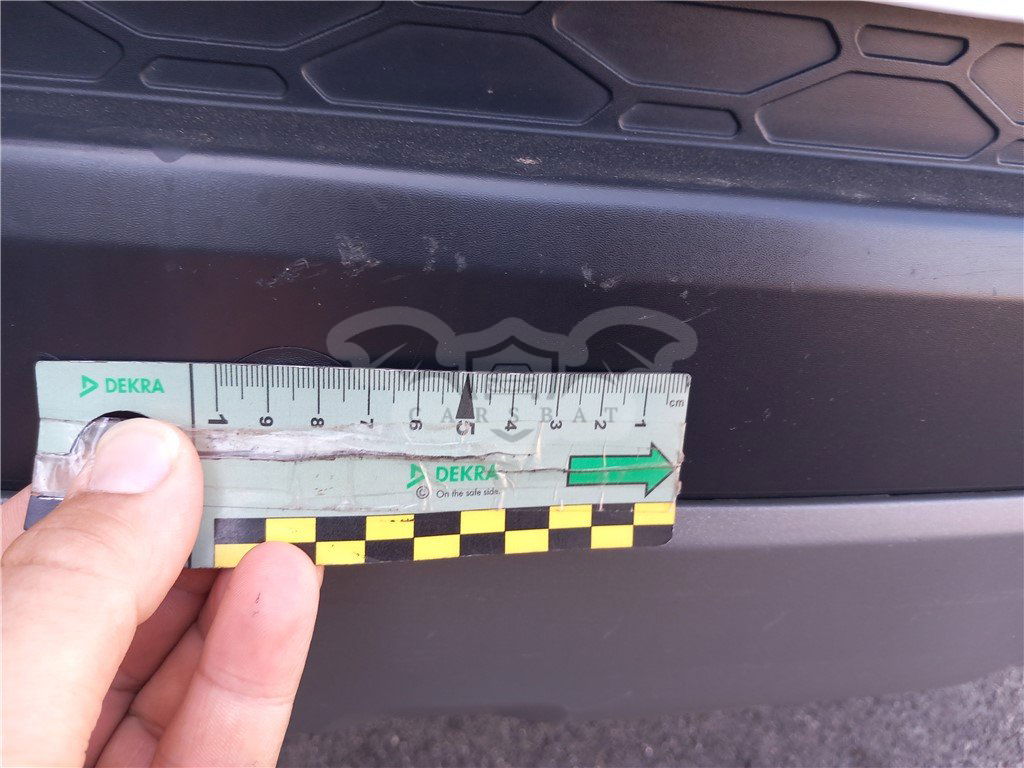 DEKRA
1 9 8 7 6 5 4 3 2 1 cm
CARSBAT
DEKRA
© On the safe side.